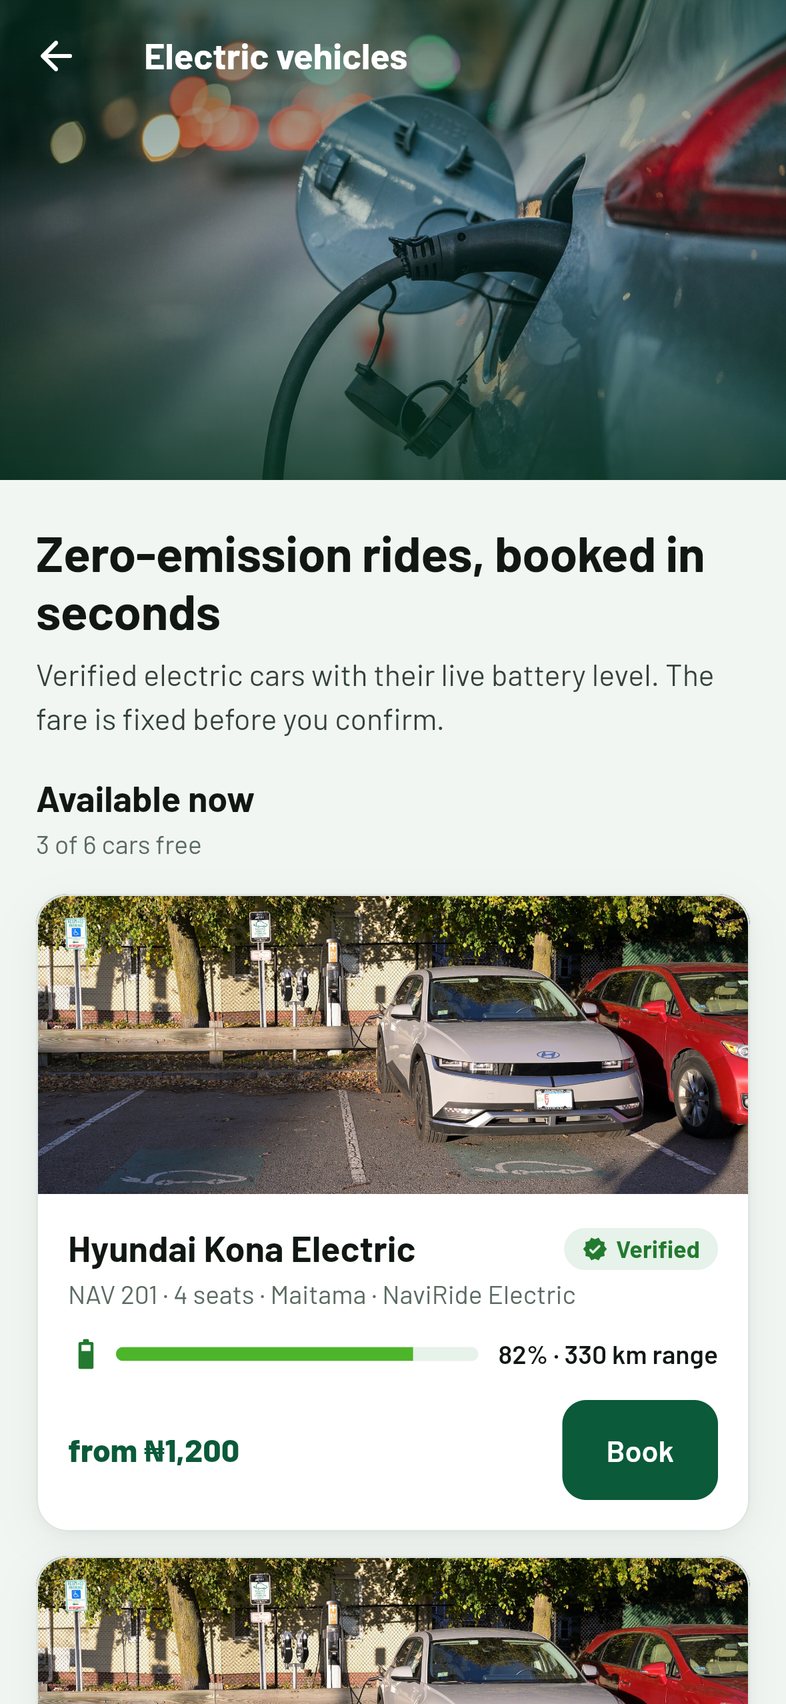 Electric vehicles
Zero-emission rides, booked in
seconds
Verified electric cars with their live battery level. The
fare is fixed before you confirm.
Available now
3 of 6 cars free
Hyundai Kona Electric
Verified
NAV 201 · 4 seats · Maitama · NaviRide Electric
82% · 330 km range
from ₦1,200
Book